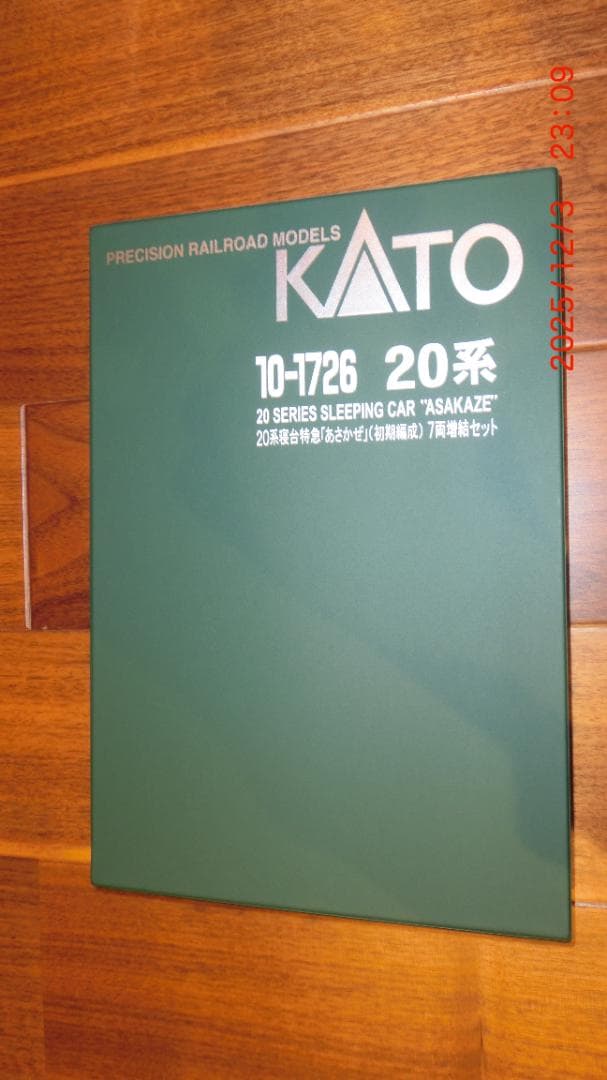 PRECISION RAILROAD MODELS
KATO
10-1726 20系
20 SERIES SLEEPING CAR "ASAKAZE"
20系寝台特急「あさかぜ」(初期編成) 7両増結セット
2025/12/3 23:09